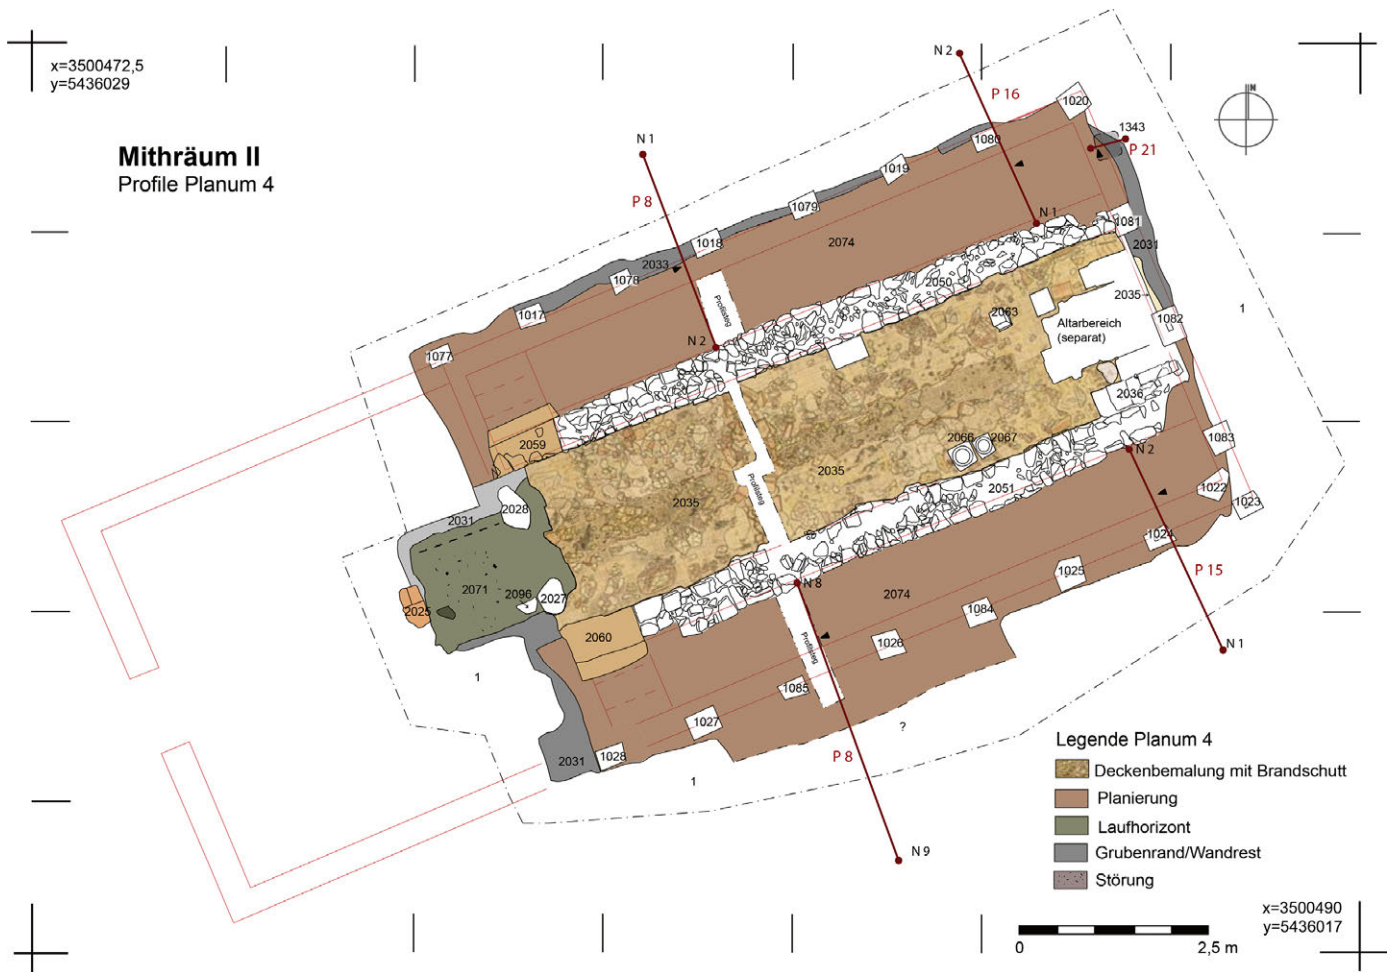 x=3500472,5
y=5436029
Mithräum II
Profile Planum 4
N 2
P 16
1020
N
1343
P 21
N 1
1080
1019
P 8
1079
N 1
1018
1081
2074
2031
2033
1078
2050
2035
Profilsteg
1017
2063
1082
Altarbereich
(separat)
1
N 2
1077
2036
2059
2066
2067
1083
N 2
2035
2051
1022
2035
Profilsteg
1023
2028
2031
1024
P 15
1025
N 8
2071
2096
2027
2074
2025
1084
2060
1026
Profilsteg
N 1
1
1085
1027
?
2031
1028
P 8
1
N 9
Legende Planum 4
Deckenbemalung mit Brandschutt
Planierung
Laufhorizont
Grubenrand/Wandrest
Störung
x=3500490
y=5436017
0
2,5 m